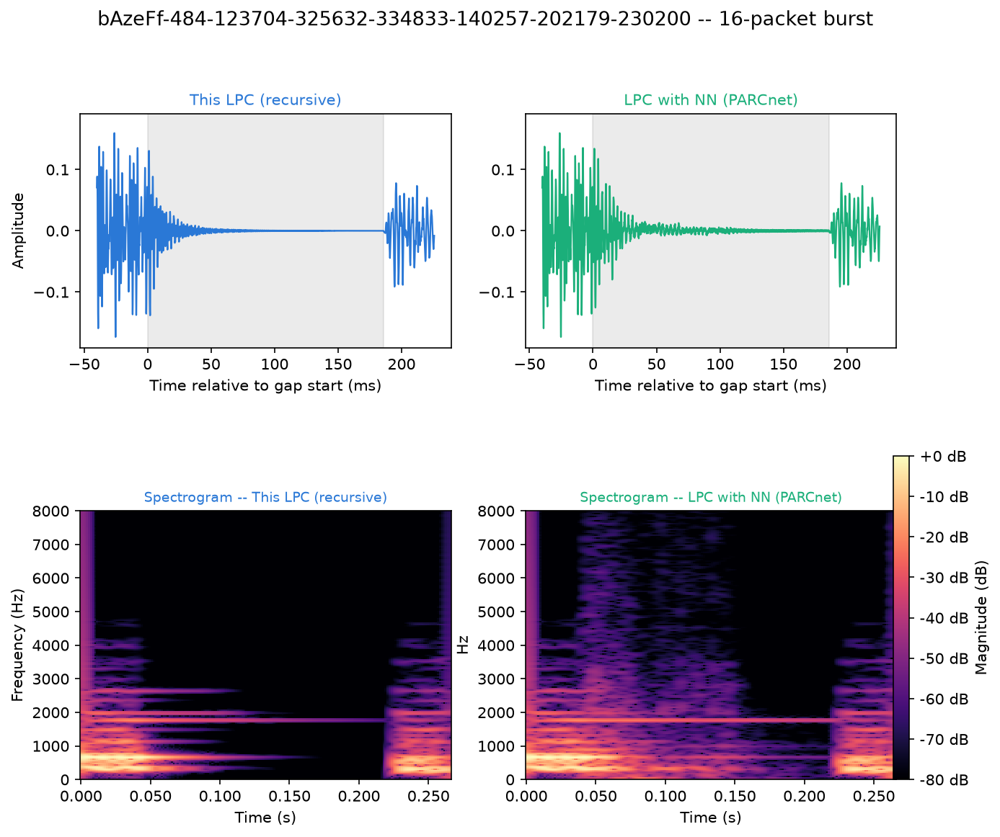 bAzeFf-484-123704-325632-334833-140257-202179-230200 -- 16-packet burst
This LPC (recursive)
LPC with NN (PARCnet)
Amplitude
0.1
0.0
−0.1
−50 0 50 100 150 200
Time relative to gap start (ms)
0.1
0.0
−0.1
−50 0 50 100 150 200
Time relative to gap start (ms)
Spectrogram -- This LPC (recursive)
Spectrogram -- LPC with NN (PARCnet)
Frequency (Hz)
8000
7000
6000
5000
4000
3000
2000
1000
0
0.000 0.050 0.100 0.150 0.200 0.250
Time (s)
Hz
8000
7000
6000
5000
4000
3000
2000
1000
0
0.000 0.050 0.100 0.150 0.200 0.250
Time (s)
+0 dB
-10 dB
-20 dB
-30 dB
-40 dB
-50 dB
-60 dB
-70 dB
-80 dB
Magnitude (dB)